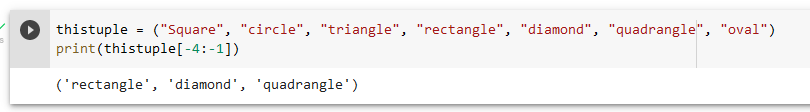 thistuple = ("Square", "circle", "triangle", "rectangle", "diamond", "quadrangle", "oval")
print(thistuple[-4:-1])
('rectangle', 'diamond', 'quadrangle')